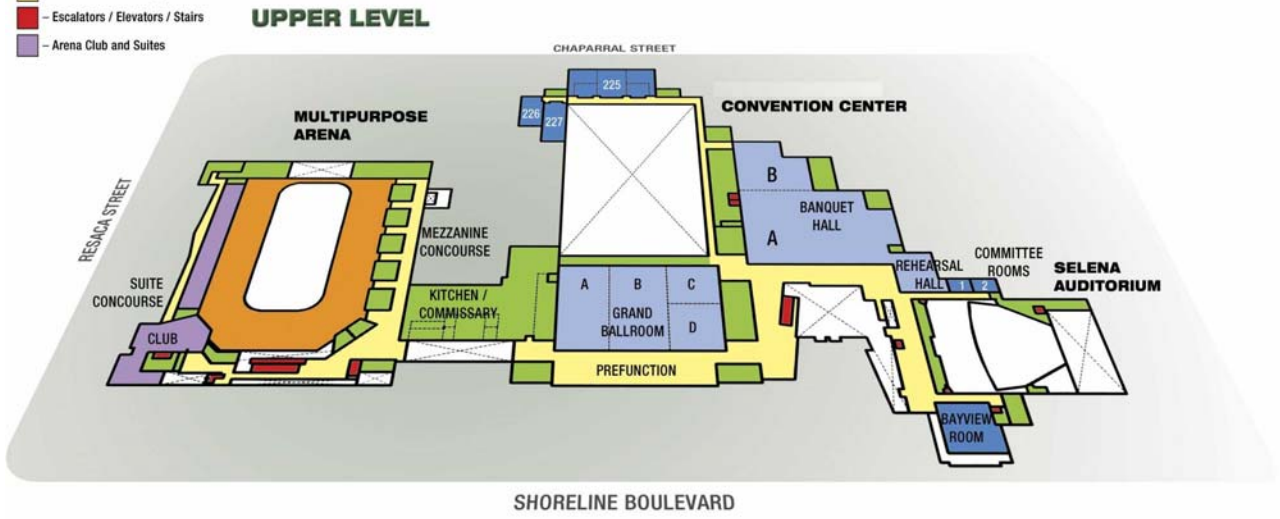 – Escalators / Elevators / Stairs
UPPER LEVEL
– Arena Club and Suites
CHAPARRAL STREET
225
226
227
CONVENTION CENTER
MULTIPURPOSE
ARENA
B
BANQUET
HALL
A
RESACA STREET
MEZZANINE
CONCOURSE
REHEARSAL
HALL
COMMITTEE
ROOMS
1
2
SELENA
AUDITORIUM
SUITE
CONCOURSE
KITCHEN /
COMMISSARY
A
B
C
GRAND
BALLROOM
D
CLUB
PREFUNCTION
BAYVIEW
ROOM
SHORELINE BOULEVARD